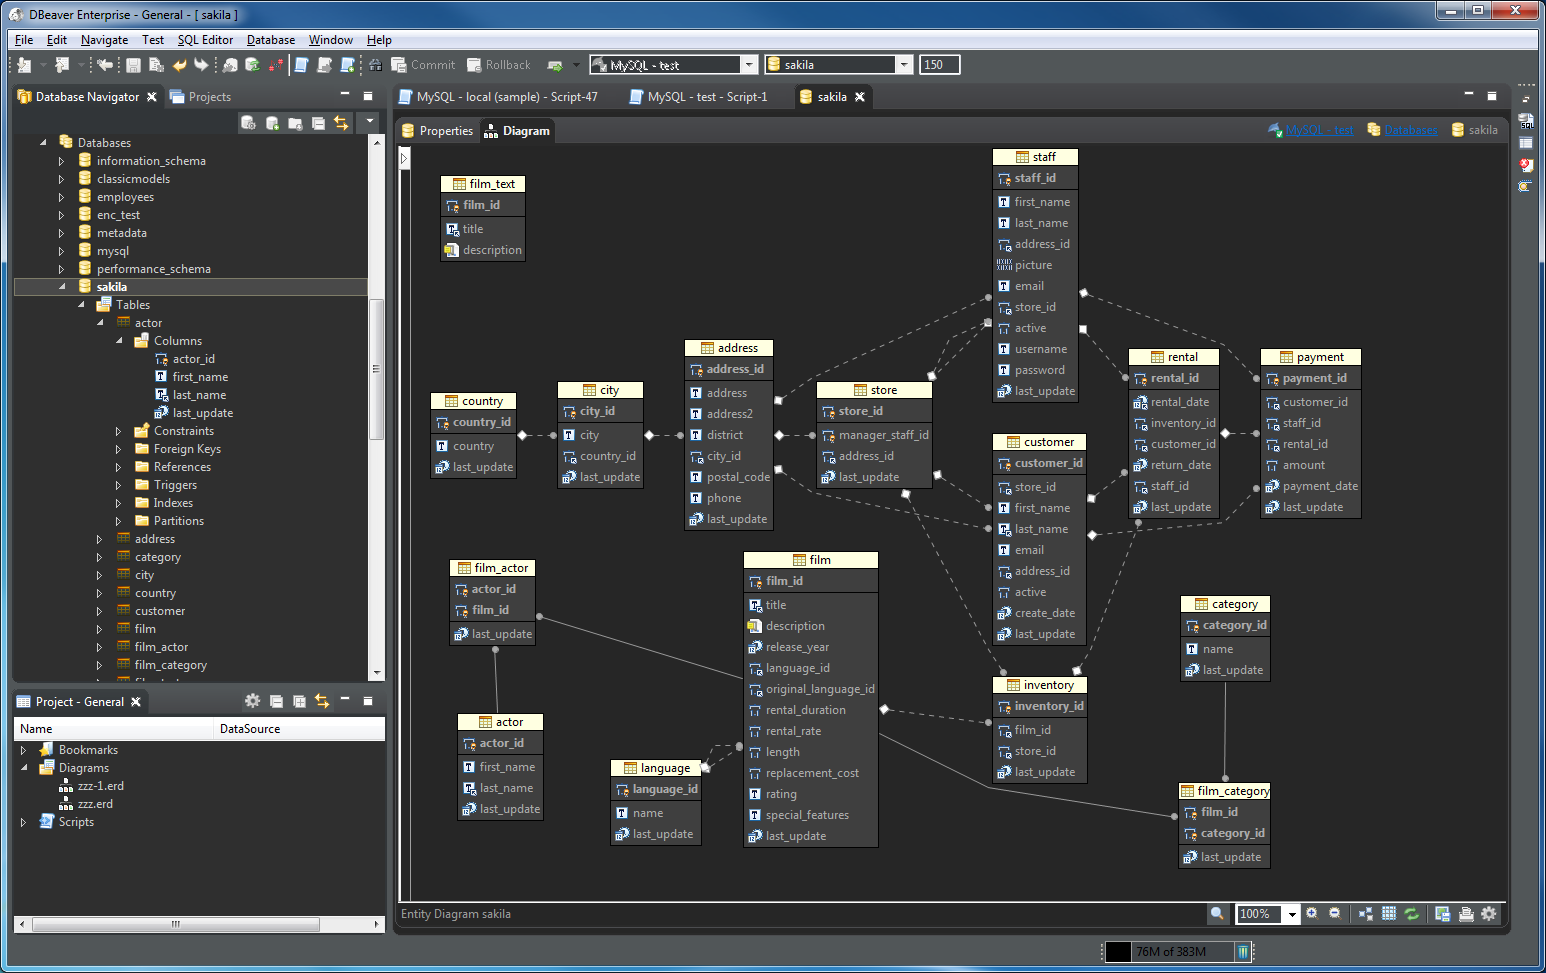 DBeaver Enterprise - General - [ sakila ]
File Edit Navigate Test SQL Editor Database Window Help
Commit Rollback MySQL - test sakila 150
Database Navigator Projects
MySQL - local (sample) - Script-47 MySQL - test - Script-1 sakila
Properties Diagram MySQL - test Databases sakila
Databases
information_schema
classicmodels
employees
enc_test
metadata
mysql
performance_schema
sakila
Tables
actor
Columns
actor_id
first_name
last_name
last_update
Constraints
Foreign Keys
References
Triggers
Indexes
Partitions
address
category
city
country
customer
film
film_actor
film_category
Project - General
Name DataSource
Bookmarks
Diagrams
zzz-1.erd
zzz.erd
Scripts
film_text
film_id
title
description
staff
staff_id
first_name
last_name
address_id
picture
email
store_id
active
username
password
last_update
country
country_id
country
last_update
city
city_id
city
country_id
last_update
address
address_id
address
address2
district
city_id
postal_code
phone
last_update
store
store_id
manager_staff_id
address_id
last_update
rental
rental_id
rental_date
inventory_id
customer_id
return_date
staff_id
last_update
payment
payment_id
customer_id
staff_id
rental_id
amount
payment_date
last_update
customer
customer_id
store_id
first_name
last_name
email
address_id
active
create_date
last_update
film_actor
actor_id
film_id
last_update
film
film_id
title
description
release_year
language_id
original_language_id
rental_duration
rental_rate
length
replacement_cost
rating
special_features
last_update
category
category_id
name
last_update
actor
actor_id
first_name
last_name
last_update
language
language_id
name
last_update
inventory
inventory_id
film_id
store_id
last_update
film_category
film_id
category_id
last_update
Entity Diagram sakila 100%
76M of 383M